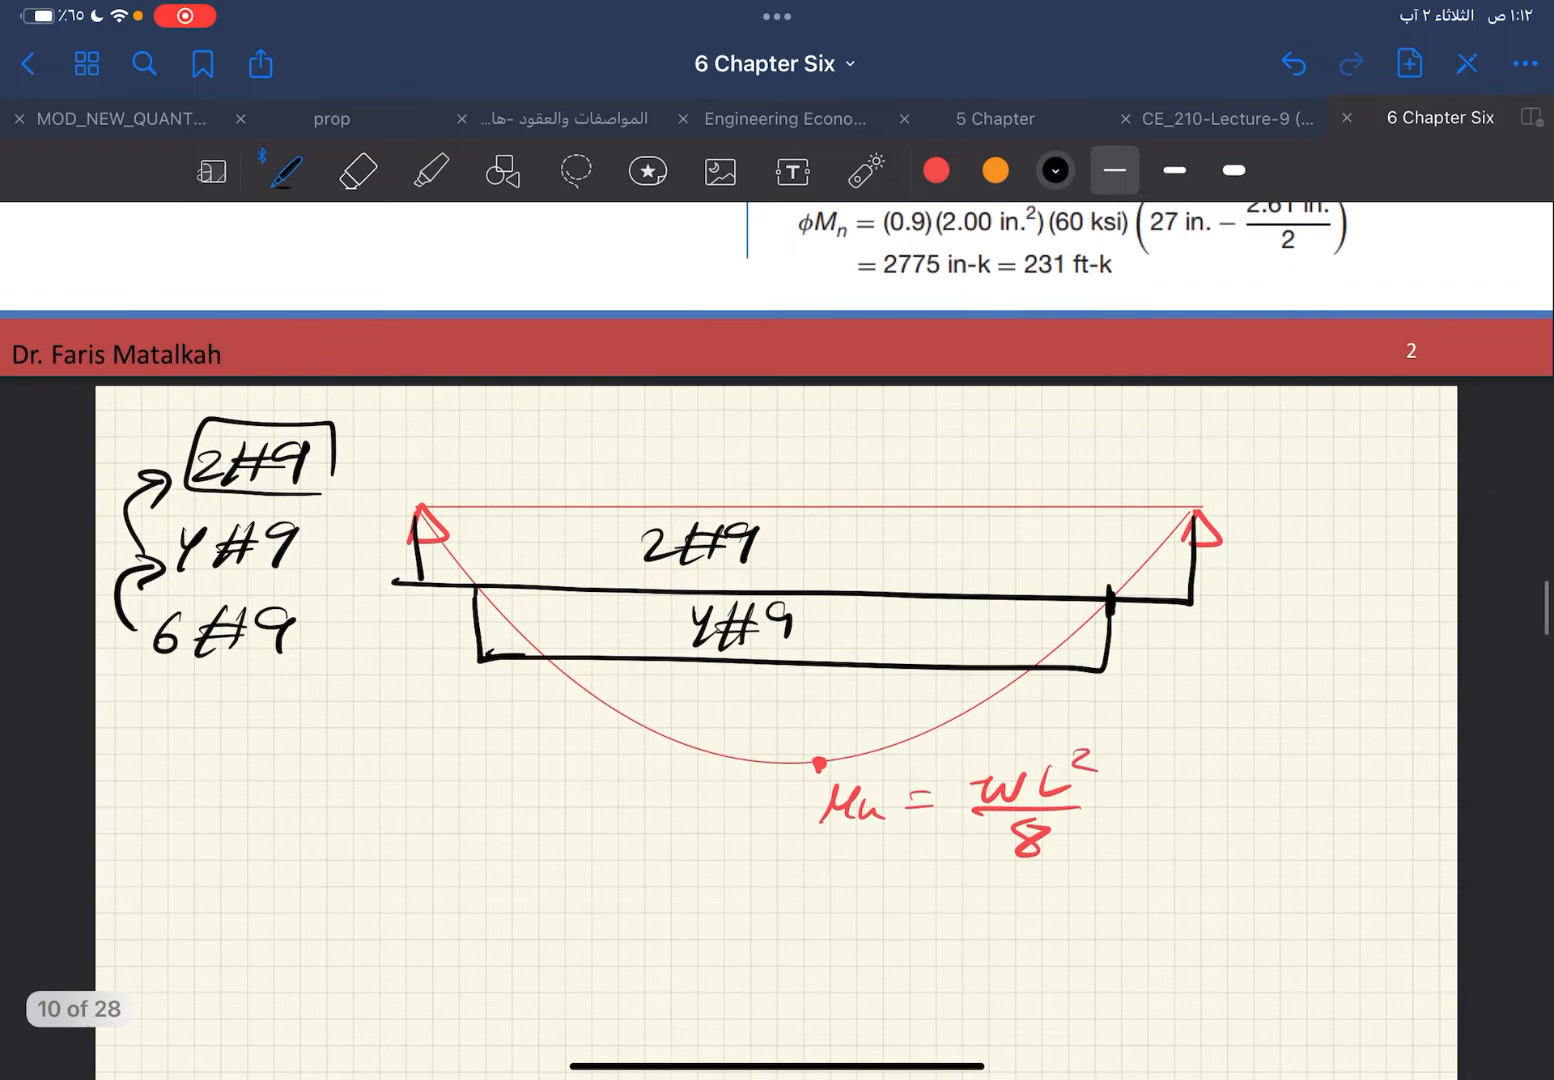 ٪٦٥
١:١٢ ص الثلاثاء ٢ آب
6 Chapter Six
MOD_NEW_QUANT...
prop
المواصفات والعقود -ها...
Engineering Econo...
5 Chapter
CE_210-Lecture-9 (...
6 Chapter Six
T
ϕMn = (0.9)(2.00 in.²)(60 ksi)(27 in. − 2.61 in./2)
= 2775 in-k = 231 ft-k
Dr. Faris Matalkah
2
2#9
4#9
6#9
2#9
4#9
Mu = wL²/8
10 of 28